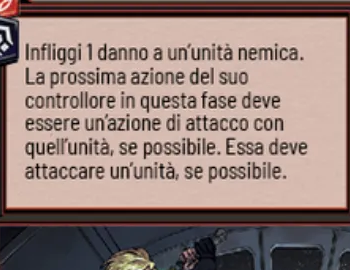 Infliggi 1 danno a un'unità nemica.
La prossima azione del suo
controllore in questa fase deve
essere un'azione di attacco con
quell'unità, se possibile. Essa deve
attaccare un'unità, se possibile.